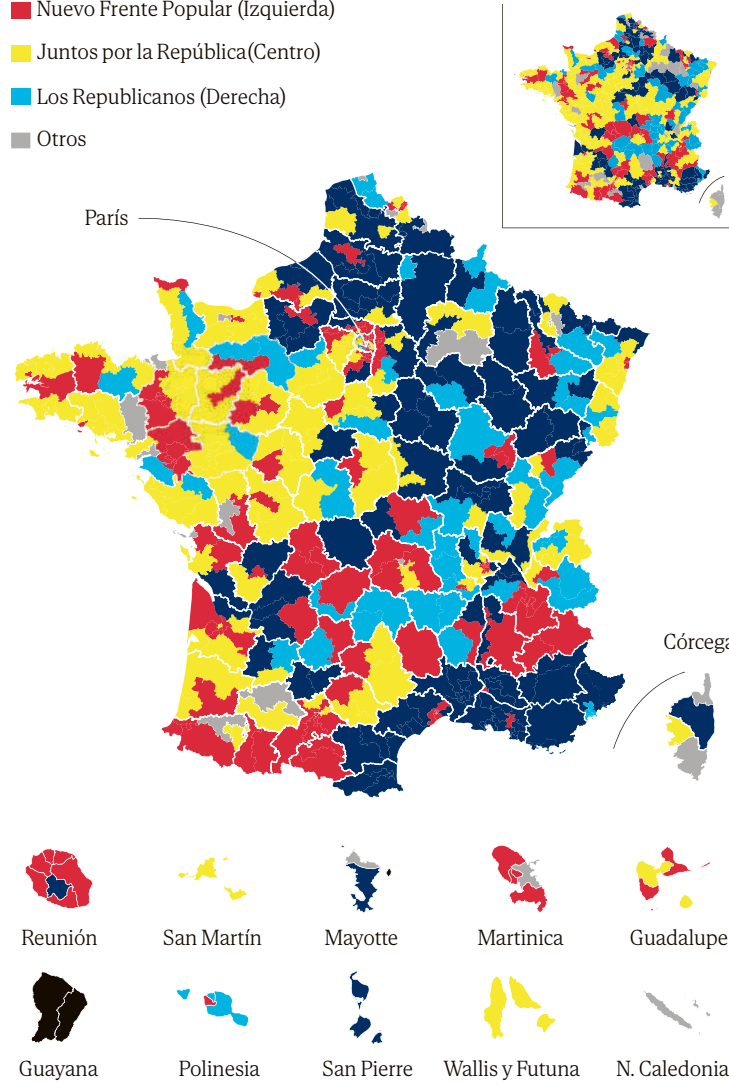 Nuevo Frente Popular (Izquierda)
Juntos por la República(Centro)
Los Republicanos (Derecha)
Otros
París
Córcega
Reunión
San Martín
Mayotte
Martinica
Guadalupe
Guayana
Polinesia
San Pierre
Wallis y Futuna
N. Caledonia